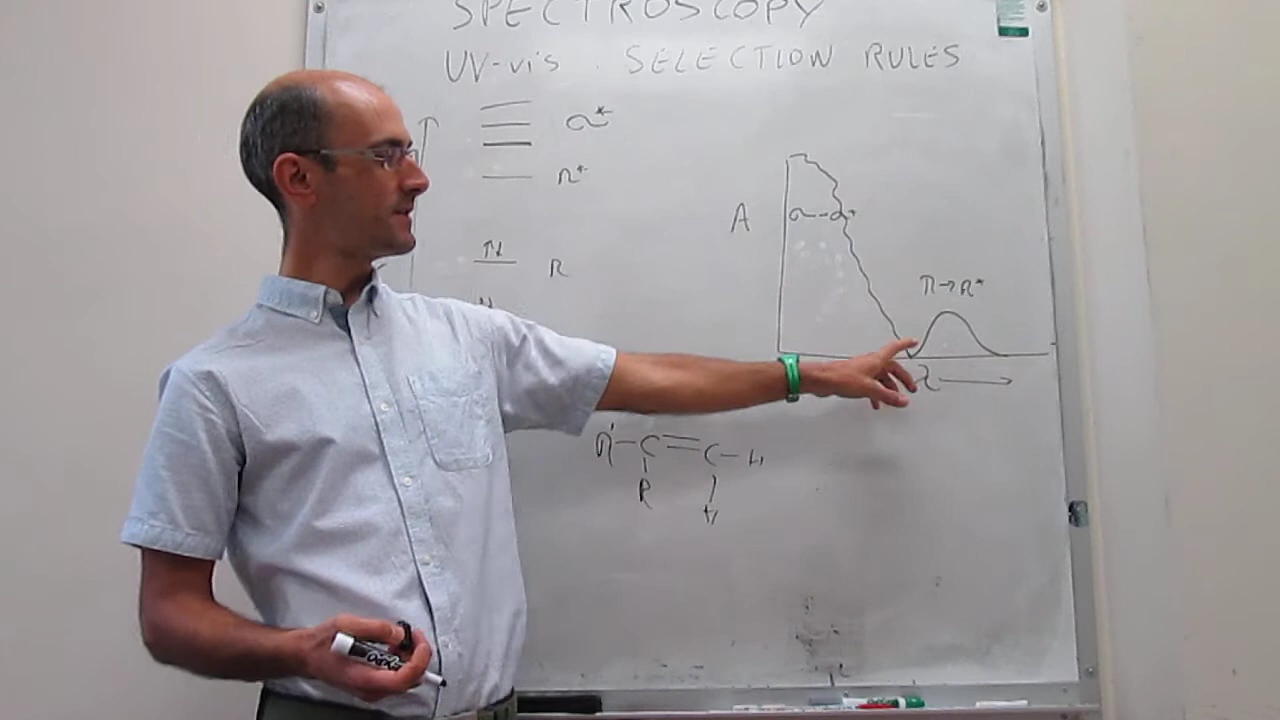 SPECTROSCOPY
UV-vis. SELECTION RULES
σ*
π*
π
A
σ→σ*
π→π*
λ →
R'-C=C-H
R
H